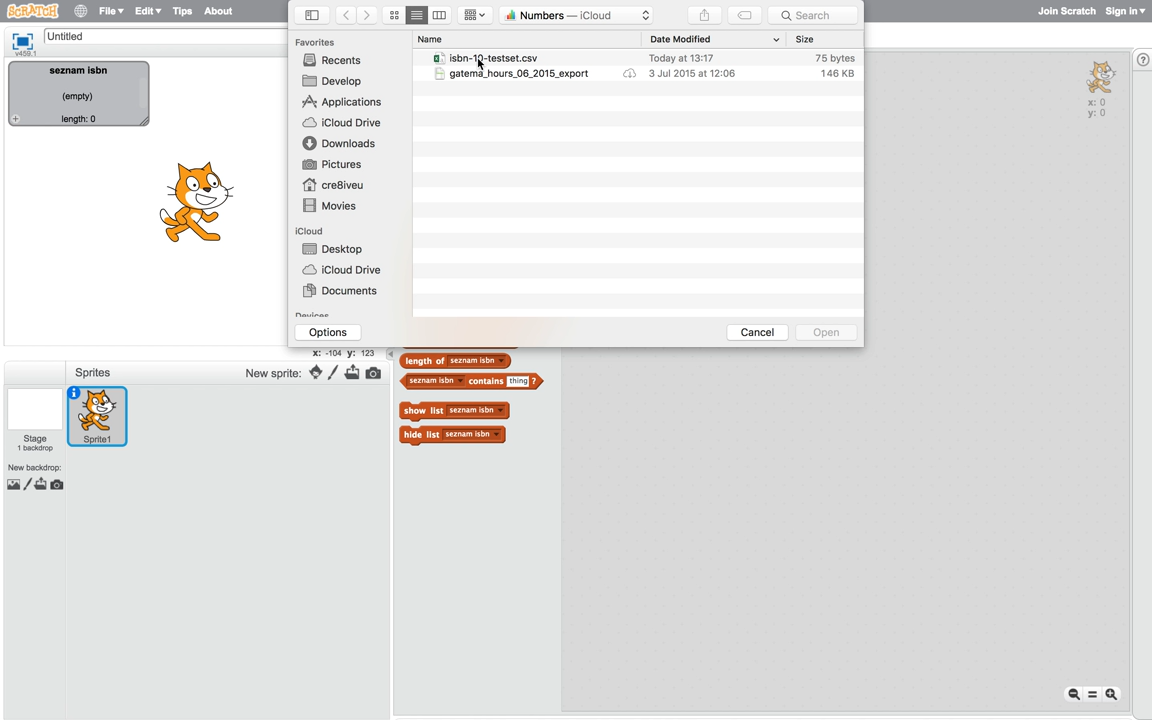 SCRATCH File▾ Edit▾ Tips About Join Scratch Sign in▾
v459.1 Untitled
seznam isbn
(empty)
+ length: 0
Numbers — iCloud Search
Favorites
Recents
Develop
Applications
iCloud Drive
Downloads
Pictures
cre8iveu
Movies
iCloud
Desktop
iCloud Drive
Documents
Devices
Name Date Modified Size
isbn-10-testset.csv Today at 13:17 75 bytes
gatema_hours_06_2015_export 3 Jul 2015 at 12:06 146 KB
Options Cancel Open
x: 0
y: 0
x: -104 y: 123
Sprites New sprite:
Sprite1
Stage
1 backdrop
New backdrop:
length of seznam isbn
seznam isbn contains thing ?
show list seznam isbn
hide list seznam isbn